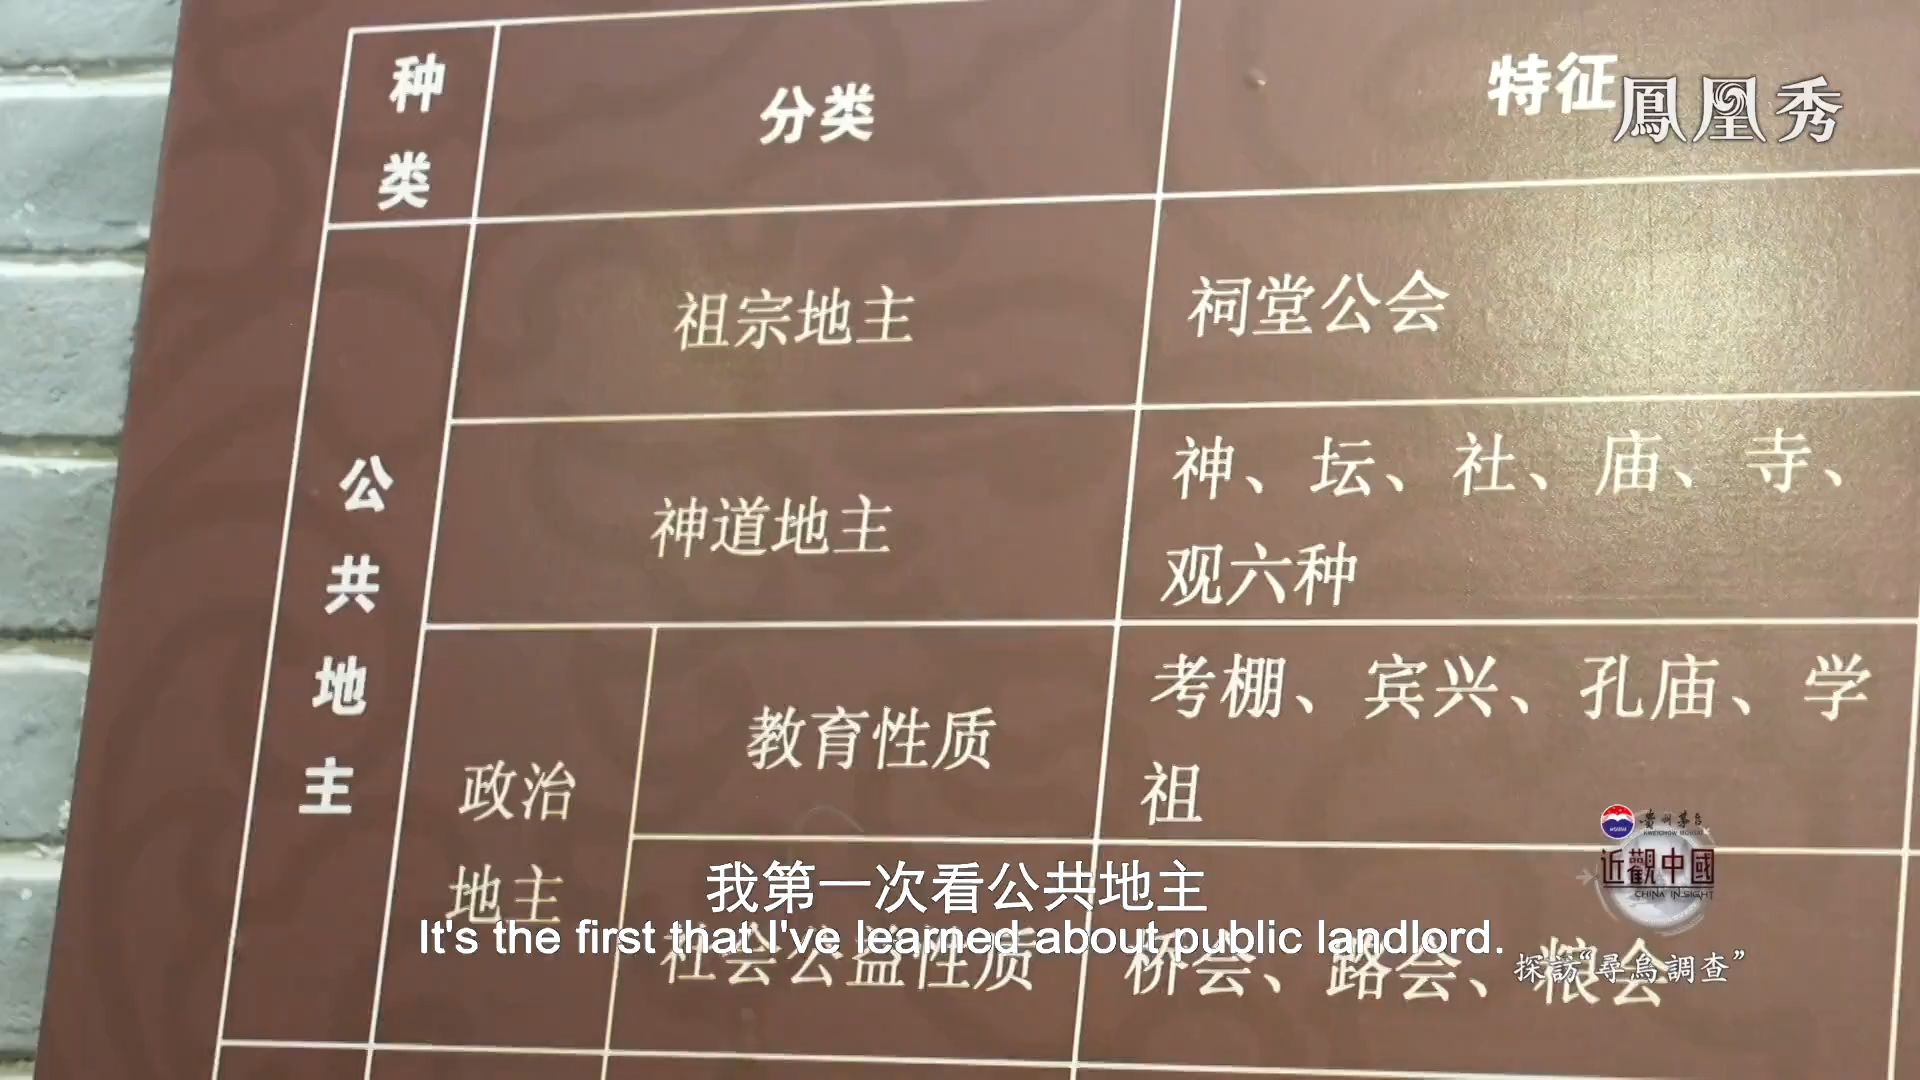 种类
分类
特征
鳳凰秀
公共地主
祖宗地主
祠堂公会
神道地主
神、坛、社、庙、寺、
观六种
政治
地主
教育性质
考棚、宾兴、孔庙、学
祖
社会公益性质
桥会、路会、粮会
我第一次看公共地主
It's the first that I've learned about public landlord.
貴州茅台
近觀中國
CHINA INSIGHT
探訪“尋烏調查”